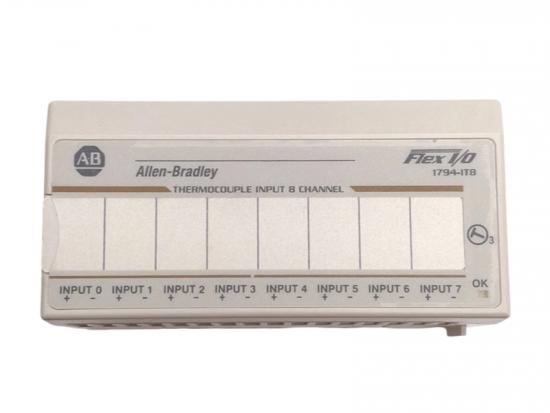 AB
Allen-Bradley
Flex I/O
1794-IT8
THERMOCOUPLE INPUT 8 CHANNEL
3
INPUT 0 INPUT 1 INPUT 2 INPUT 3 INPUT 4 INPUT 5 INPUT 6 INPUT 7
+ - + - + - + - + - + - + - + -
OK